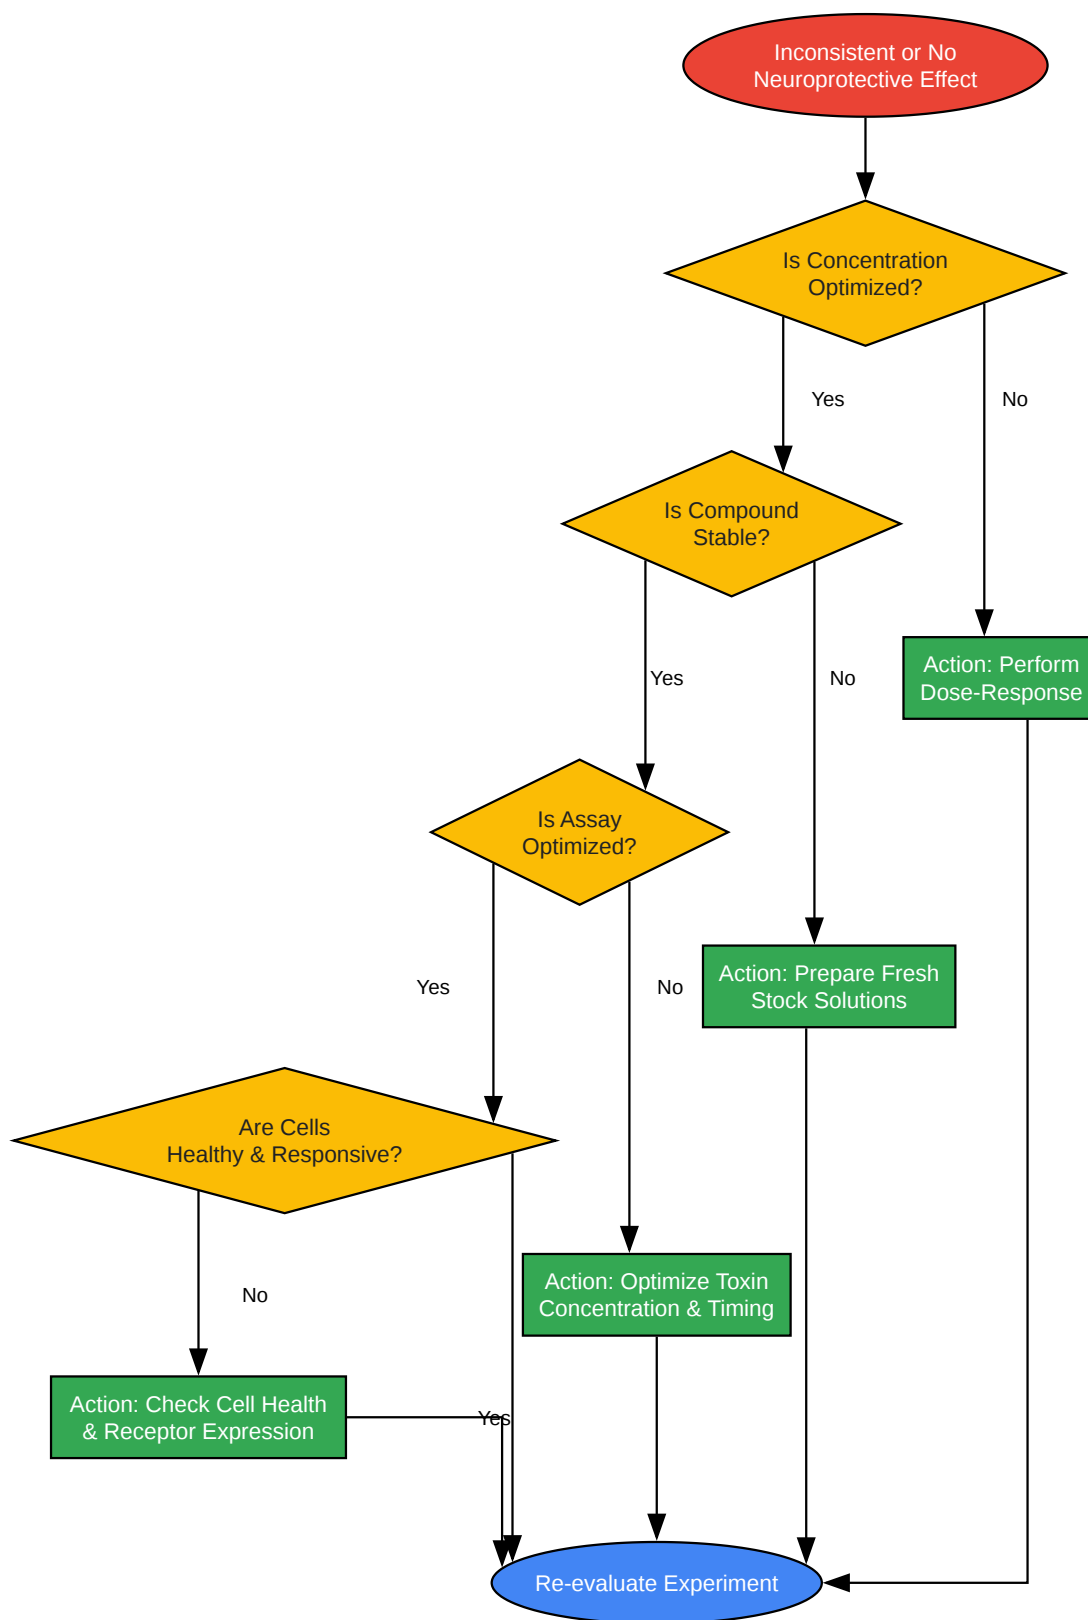 Inconsistent or No
Neuroprotective Effect
Is Concentration
Optimized?
Yes
No
Is Compound
Stable?
Yes
No
Action: Perform
Dose-Response
Is Assay
Optimized?
Yes
No
Action: Prepare Fresh
Stock Solutions
Are Cells
Healthy & Responsive?
No
Yes
Action: Optimize Toxin
Concentration & Timing
Action: Check Cell Health
& Receptor Expression
Re-evaluate Experiment